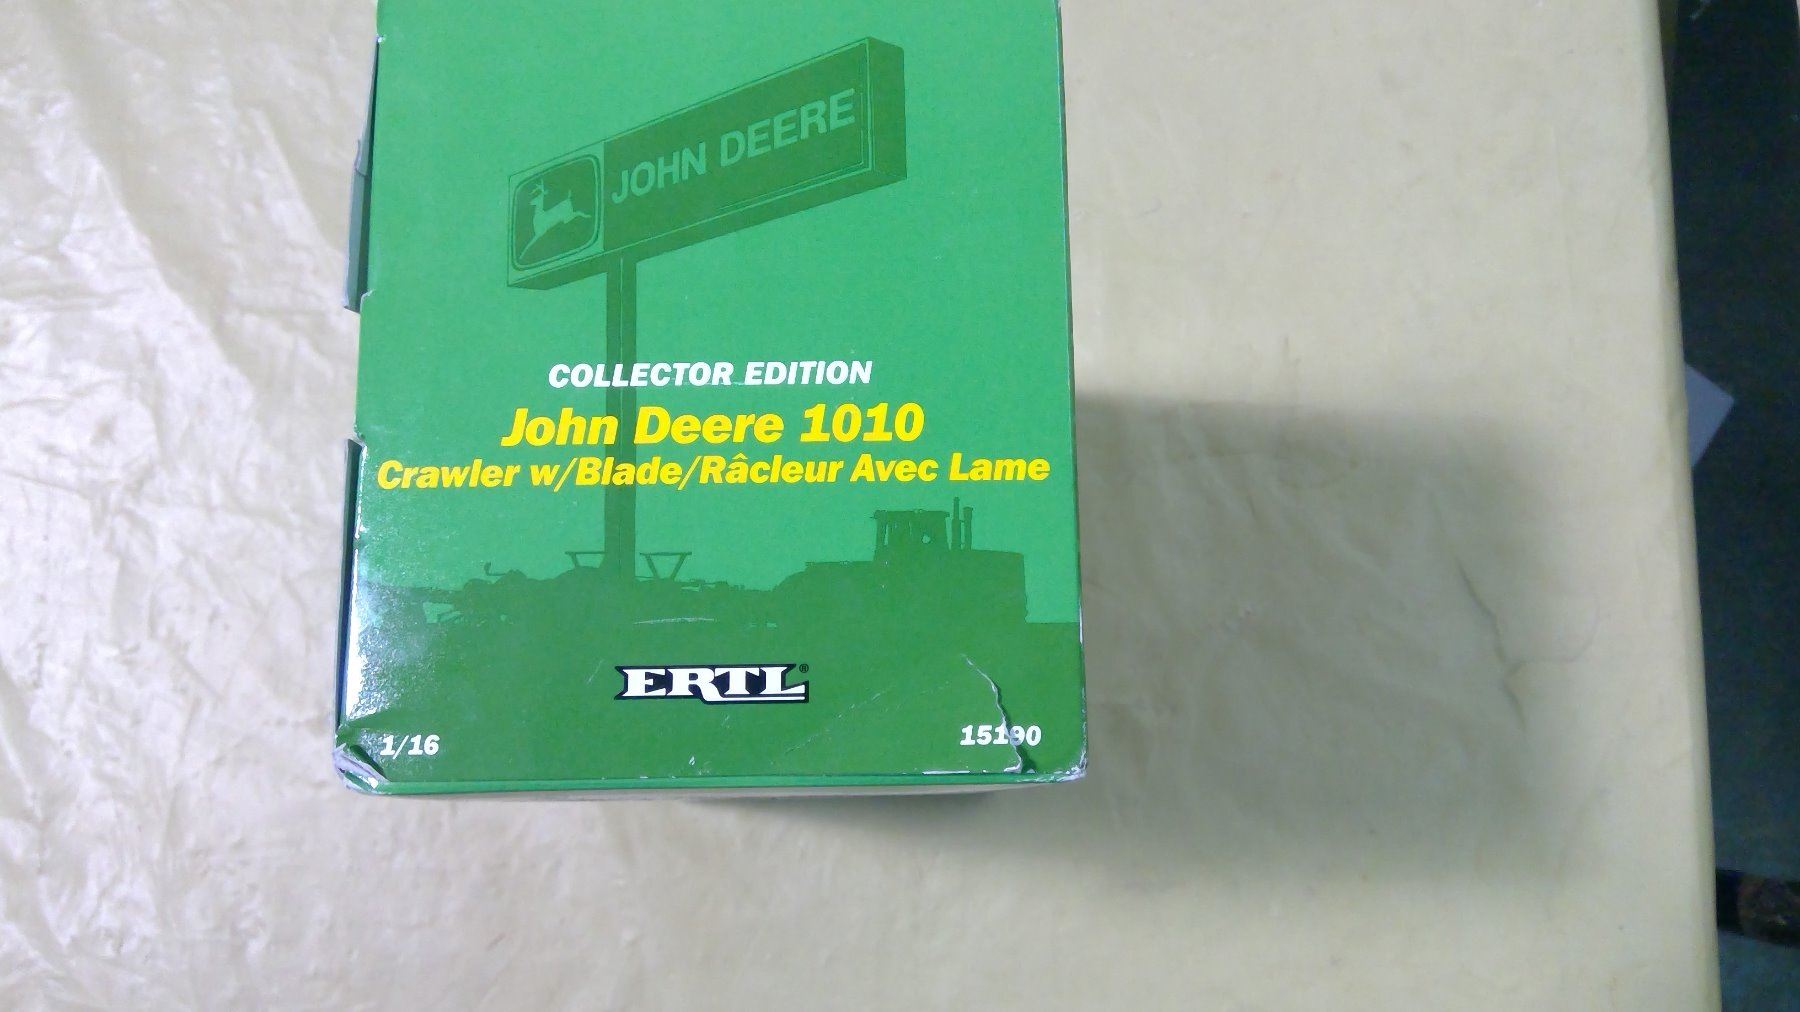 JOHN DEERE
COLLECTOR EDITION
John Deere 1010
Crawler w/Blade/Râcleur Avec Lame
ERTL®
1/16
15190